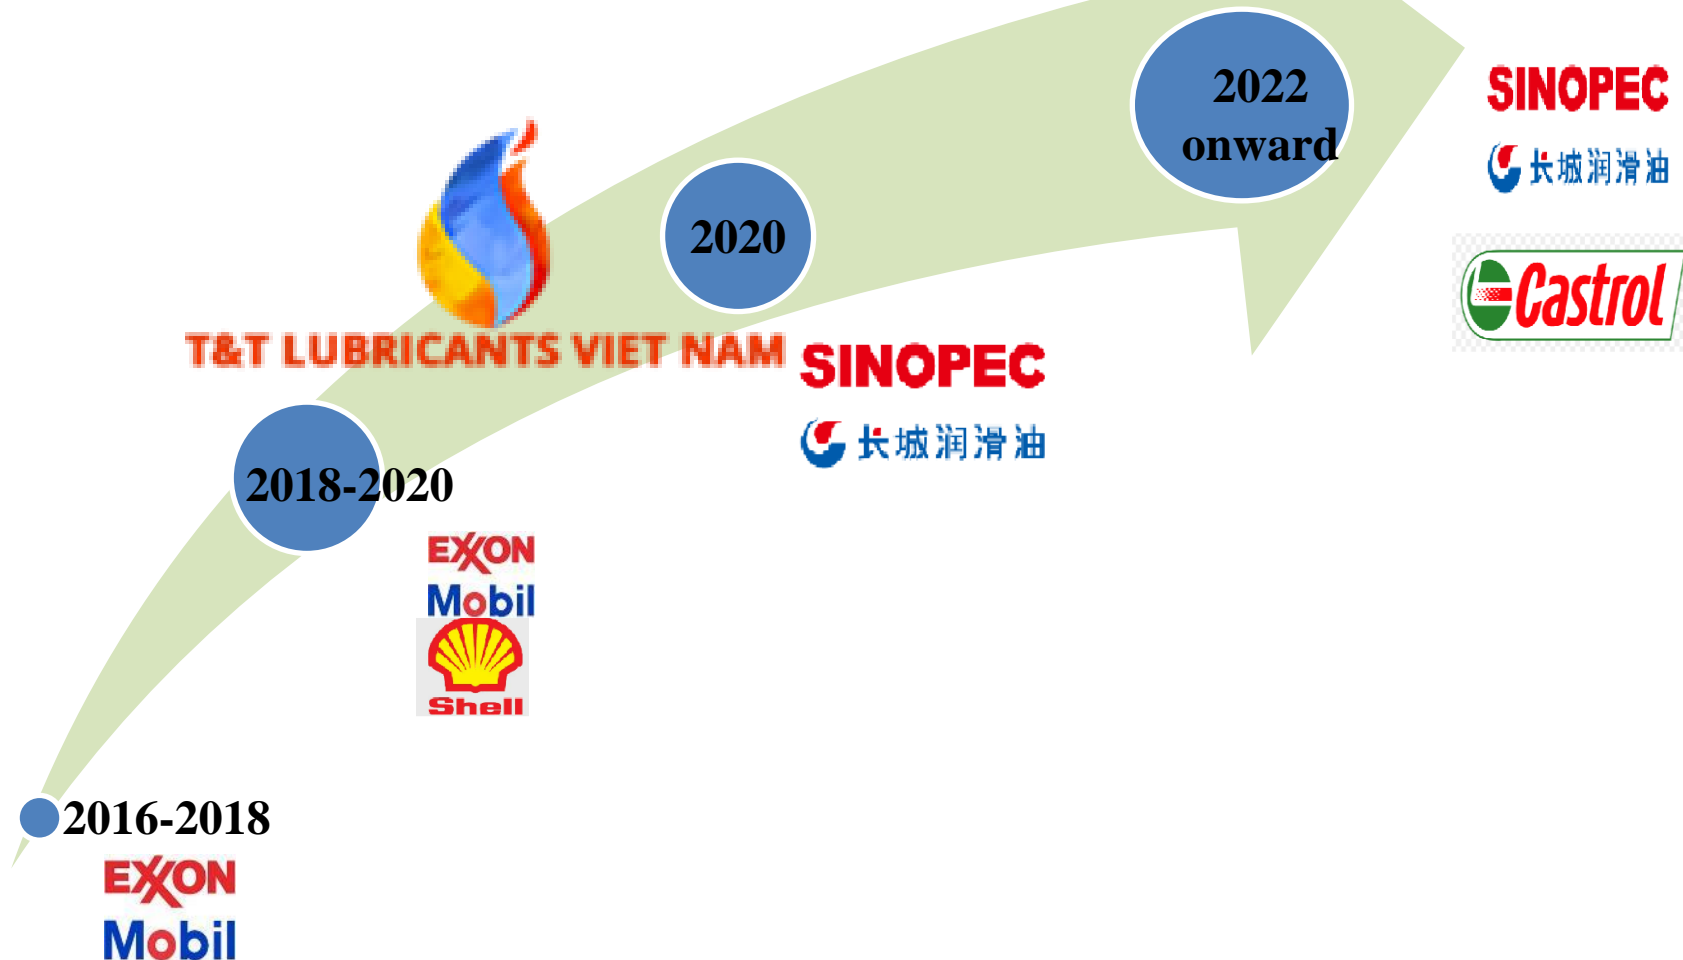 2022
onward
SINOPEC
长城润滑油
Castrol
2020
T&T LUBRICANTS VIET NAM
SINOPEC
长城润滑油
2018-2020
EXXON
Mobil
Shell
2016-2018
EXXON
Mobil